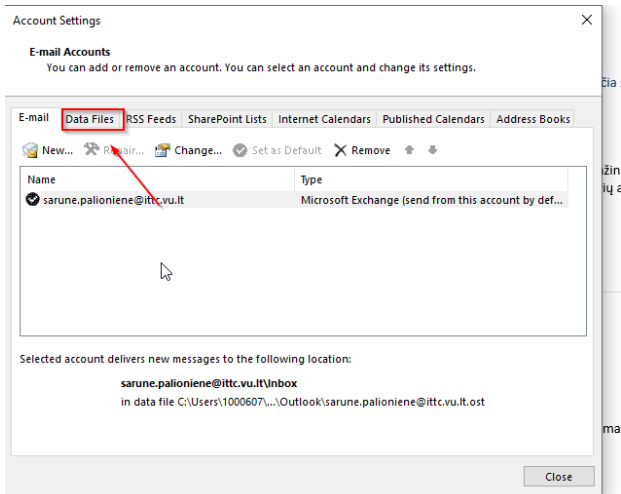 Account Settings
E-mail Accounts
You can add or remove an account. You can select an account and change its settings.
čia
E-mail Data Files RSS Feeds SharePoint Lists Internet Calendars Published Calendars Address Books
New... Repair... Change... Set as Default Remove
Name Type
sarune.palioniene@ittc.vu.lt Microsoft Exchange (send from this account by def...
Selected account delivers new messages to the following location:
sarune.palioniene@ittc.vu.lt\Inbox
in data file C:\Users\1000607\...\Outlook\sarune.palioniene@ittc.vu.lt.ost
Close